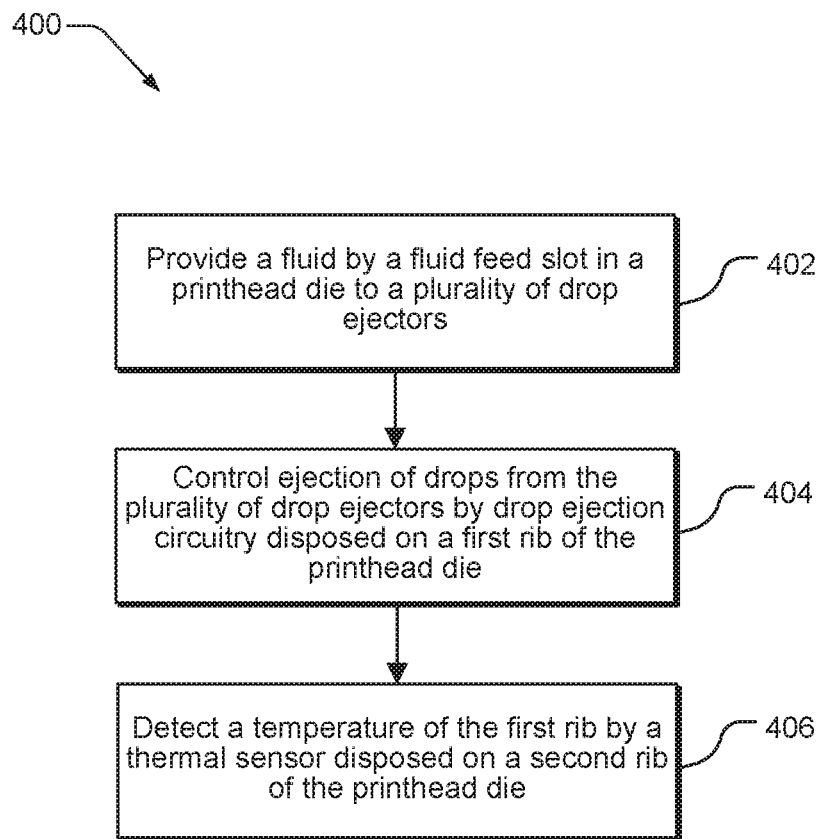 400
Provide a fluid by a fluid feed slot in a
printhead die to a plurality of drop
ejectors
402
Control ejection of drops from the
plurality of drop ejectors by drop ejection
circuitry disposed on a first rib of the
printhead die
404
Detect a temperature of the first rib by a
thermal sensor disposed on a second rib
of the printhead die
406